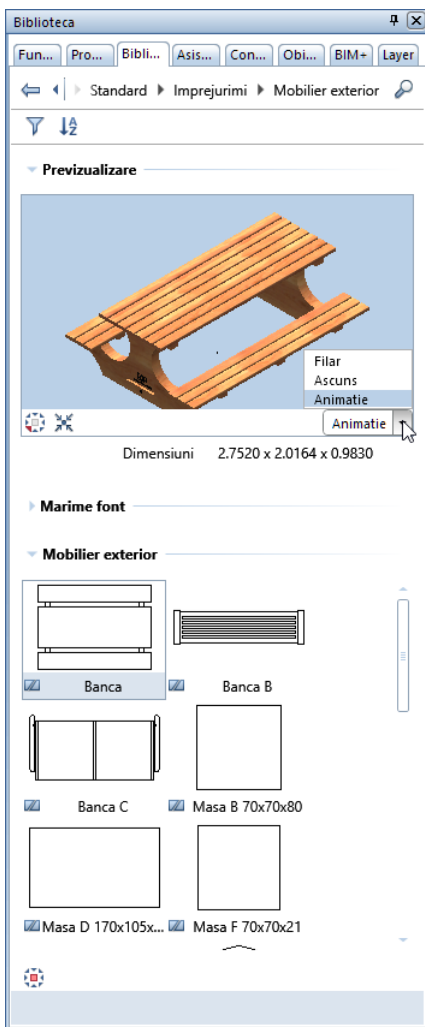 Biblioteca
Fun... Pro... Bibli... Asis... Con... Obi... BIM+ Layer
Standard Imprejurimi Mobilier exterior
Previzualizare
Filar
Ascuns
Animatie
Animatie
Dimensiuni 2.7520 x 2.0164 x 0.9830
Marime font
Mobilier exterior
Banca Banca B
Banca C Masa B 70x70x80
Masa D 170x105x... Masa F 70x70x21